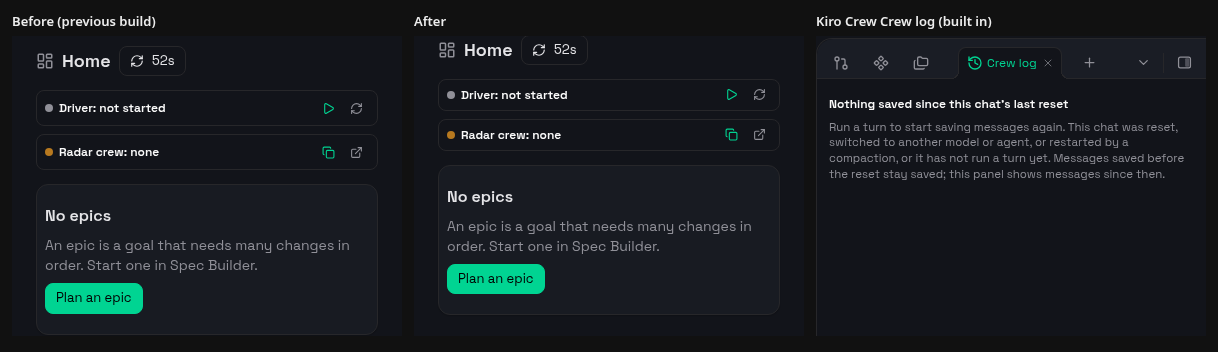 Before (previous build)
Home
52s
Driver: not started
Radar crew: none
No epics
An epic is a goal that needs many changes in
order. Start one in Spec Builder.
Plan an epic
After
Home
52s
Driver: not started
Radar crew: none
No epics
An epic is a goal that needs many changes in
order. Start one in Spec Builder.
Plan an epic
Kiro Crew Crew log (built in)
Crew log
Nothing saved since this chat's last reset
Run a turn to start saving messages again. This chat was reset,
switched to another model or agent, or restarted by a
compaction, or it has not run a turn yet. Messages saved before
the reset stay saved; this panel shows messages since then.